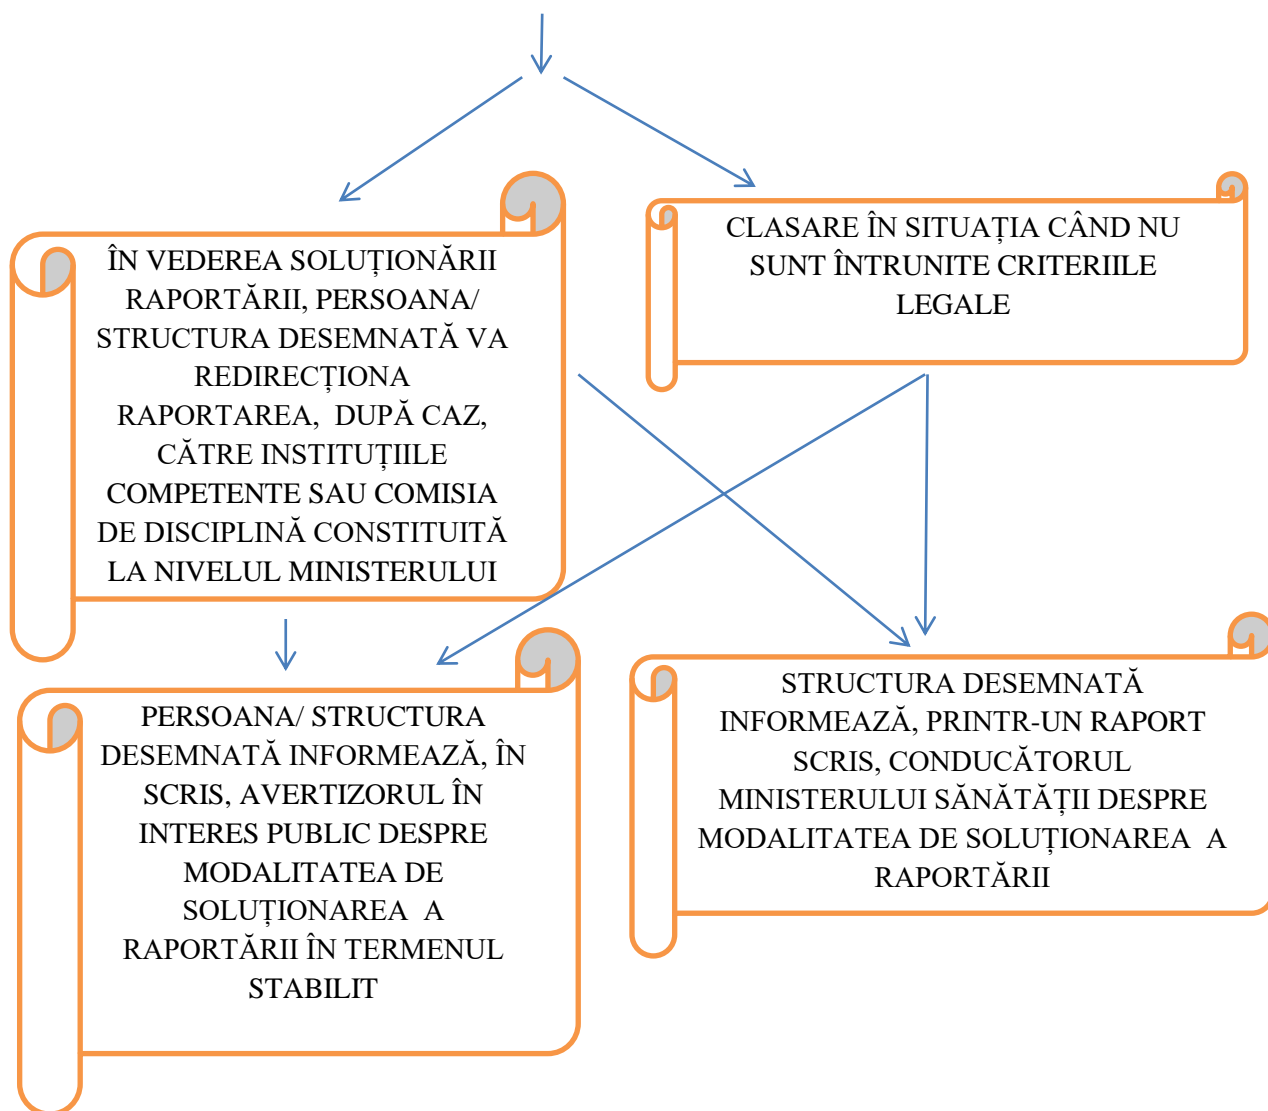 ÎN VEDEREA SOLUȚIONĂRII
RAPORTĂRII, PERSOANA/
STRUCTURA DESEMNATĂ VA
REDIRECȚIONA
RAPORTAREA, DUPĂ CAZ,
CĂTRE INSTITUȚIILE
COMPETENTE SAU COMISIA
DE DISCIPLINĂ CONSTITUITĂ
LA NIVELUL MINISTERULUI
CLASARE ÎN SITUAȚIA CÂND NU
SUNT ÎNTRUNITE CRITERIILE
LEGALE
PERSOANA/ STRUCTURA
DESEMNATĂ INFORMEAZĂ, ÎN
SCRIS, AVERTIZORUL ÎN
INTERES PUBLIC DESPRE
MODALITATEA DE
SOLUȚIONAREA A
RAPORTĂRII ÎN TERMENUL
STABILIT
STRUCTURA DESEMNATĂ
INFORMEAZĂ, PRINTR-UN RAPORT
SCRIS, CONDUCĂTORUL
MINISTERULUI SĂNĂTĂȚII DESPRE
MODALITATEA DE SOLUȚIONAREA A
RAPORTĂRII